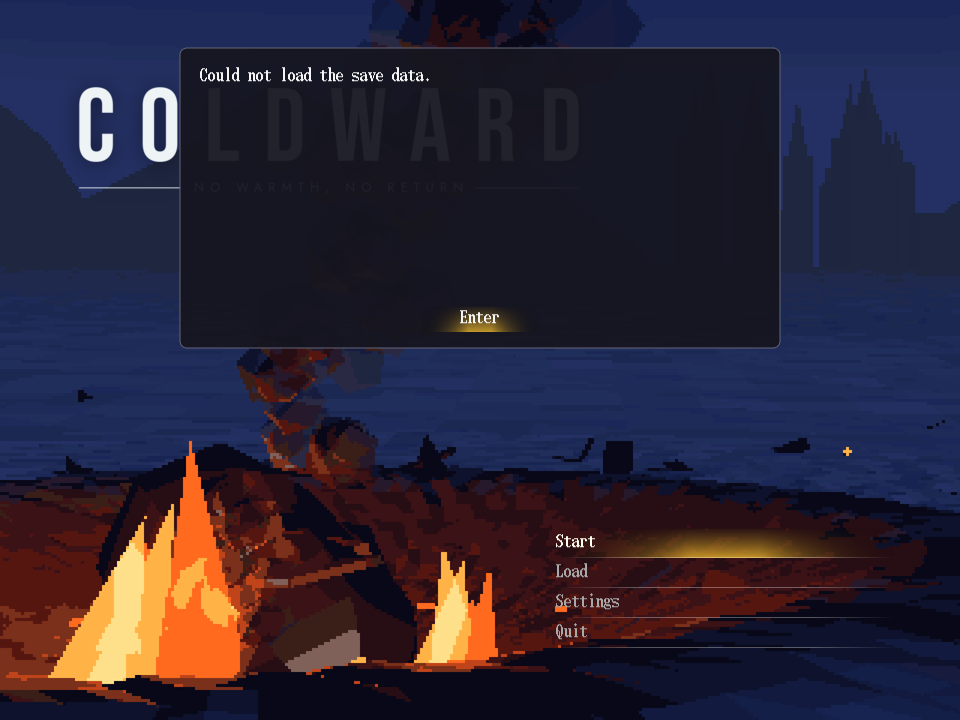 Could not load the save data.
COLDWARD
NO WARMTH, NO RETURN
Enter
Start
Load
Settings
Quit